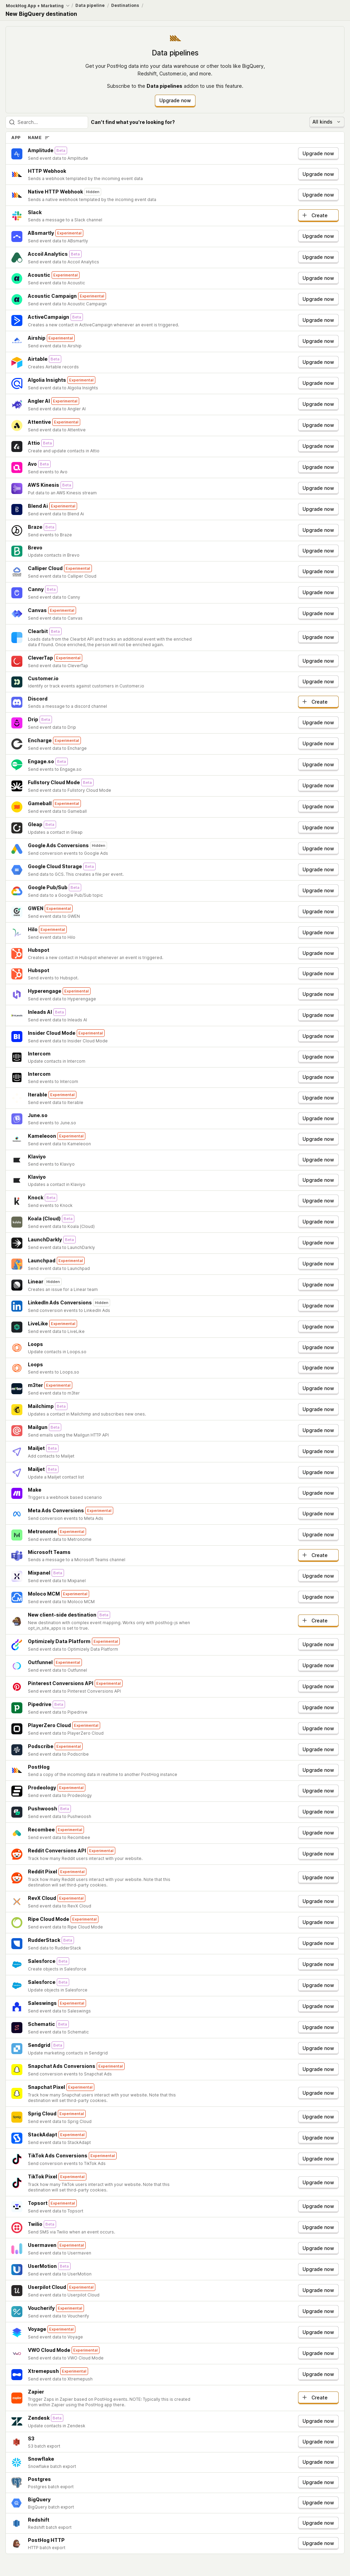 MockHog App + Marketing / Data pipeline / Destinations /
New BigQuery destination
Data pipelines
Get your PostHog data into your data warehouse or other tools like BigQuery,
Redshift, Customer.io, and more.
Subscribe to the Data pipelines addon to use this feature.
Upgrade now
Search...
Can't find what you're looking for?
All kinds
APP NAME
Amplitude Beta
Send event data to Amplitude
Upgrade now
HTTP Webhook
Sends a webhook templated by the incoming event data
Upgrade now
Native HTTP Webhook Hidden
Sends a native webhook templated by the incoming event data
Upgrade now
Slack
Sends a message to a Slack channel
Create
ABsmartly Experimental
Send event data to ABsmartly
Upgrade now
Accoil Analytics Beta
Send event data to Accoil Analytics
Upgrade now
Acoustic Experimental
Send event data to Acoustic
Upgrade now
Acoustic Campaign Experimental
Send event data to Acoustic Campaign
Upgrade now
ActiveCampaign Beta
Creates a new contact in ActiveCampaign whenever an event is triggered.
Upgrade now
Airship Experimental
Send event data to Airship
Upgrade now
Airtable Beta
Creates Airtable records
Upgrade now
Algolia Insights Experimental
Send event data to Algolia Insights
Upgrade now
Angler AI Experimental
Send event data to Angler AI
Upgrade now
Attentive Experimental
Send event data to Attentive
Upgrade now
Attio Beta
Create and update contacts in Attio
Upgrade now
Avo Beta
Send events to Avo
Upgrade now
AWS Kinesis Beta
Put data to an AWS Kinesis stream
Upgrade now
Blend Ai Experimental
Send event data to Blend Ai
Upgrade now
Braze Beta
Send events to Braze
Upgrade now
Brevo
Update contacts in Brevo
Upgrade now
Calliper Cloud Experimental
Send event data to Calliper Cloud
Upgrade now
Canny Beta
Send event data to Canny
Upgrade now
Canvas Experimental
Send event data to Canvas
Upgrade now
Clearbit Beta
Loads data from the Clearbit API and tracks an additional event with the enriched
data if found. Once enriched, the person will not be enriched again.
Upgrade now
CleverTap Experimental
Send event data to CleverTap
Upgrade now
Customer.io
Identify or track events against customers in Customer.io
Upgrade now
Discord
Sends a message to a discord channel
Create
Drip Beta
Send event data to Drip
Upgrade now
Encharge Experimental
Send event data to Encharge
Upgrade now
Engage.so Beta
Send events to Engage.so
Upgrade now
Fullstory Cloud Mode Beta
Send event data to Fullstory Cloud Mode
Upgrade now
Gameball Experimental
Send event data to Gameball
Upgrade now
Gleap Beta
Updates a contact in Gleap
Upgrade now
Google Ads Conversions Hidden
Send conversion events to Google Ads
Upgrade now
Google Cloud Storage Beta
Send data to GCS. This creates a file per event.
Upgrade now
Google Pub/Sub Beta
Send data to a Google Pub/Sub topic
Upgrade now
GWEN Experimental
Send event data to GWEN
Upgrade now
Hilo Experimental
Send event data to Hilo
Upgrade now
Hubspot
Creates a new contact in Hubspot whenever an event is triggered.
Upgrade now
Hubspot
Send events to Hubspot.
Upgrade now
Hyperengage Experimental
Send event data to Hyperengage
Upgrade now
Inleads AI Beta
Send event data to Inleads AI
Upgrade now
Insider Cloud Mode Experimental
Send event data to Insider Cloud Mode
Upgrade now
Intercom
Update contacts in Intercom
Upgrade now
Intercom
Send events to Intercom
Upgrade now
Iterable Experimental
Send event data to Iterable
Upgrade now
June.so
Send events to June.so
Upgrade now
Kameleoon Experimental
Send event data to Kameleoon
Upgrade now
Klaviyo
Send events to Klaviyo
Upgrade now
Klaviyo
Updates a contact in Klaviyo
Upgrade now
Knock Beta
Send events to Knock
Upgrade now
Koala (Cloud) Beta
Send event data to Koala (Cloud)
Upgrade now
LaunchDarkly Beta
Send event data to LaunchDarkly
Upgrade now
Launchpad Experimental
Send event data to Launchpad
Upgrade now
Linear Hidden
Creates an issue for a Linear team
Upgrade now
LinkedIn Ads Conversions Hidden
Send conversion events to LinkedIn Ads
Upgrade now
LiveLike Experimental
Send event data to LiveLike
Upgrade now
Loops
Update contacts in Loops.so
Upgrade now
Loops
Send events to Loops.so
Upgrade now
m3ter Experimental
Send event data to m3ter
Upgrade now
Mailchimp Beta
Updates a contact in Mailchimp and subscribes new ones.
Upgrade now
Mailgun Beta
Send emails using the Mailgun HTTP API
Upgrade now
Mailjet Beta
Add contacts to Mailjet
Upgrade now
Mailjet Beta
Update a Mailjet contact list
Upgrade now
Make
Triggers a webhook based scenario
Upgrade now
Meta Ads Conversions Experimental
Send conversion events to Meta Ads
Upgrade now
Metronome Experimental
Send event data to Metronome
Upgrade now
Microsoft Teams
Sends a message to a Microsoft Teams channel
Create
Mixpanel Beta
Send event data to Mixpanel
Upgrade now
Moloco MCM Experimental
Send event data to Moloco MCM
Upgrade now
New client-side destination Beta
New destination with complex event mapping. Works only with posthog-js when
opt_in_site_apps is set to true.
Create
Optimizely Data Platform Experimental
Send event data to Optimizely Data Platform
Upgrade now
Outfunnel Experimental
Send event data to Outfunnel
Upgrade now
Pinterest Conversions API Experimental
Send event data to Pinterest Conversions API
Upgrade now
Pipedrive Beta
Send event data to Pipedrive
Upgrade now
PlayerZero Cloud Experimental
Send event data to PlayerZero Cloud
Upgrade now
Podscribe Experimental
Send event data to Podscribe
Upgrade now
PostHog
Send a copy of the incoming data in realtime to another PostHog instance
Upgrade now
Prodeology Experimental
Send event data to Prodeology
Upgrade now
Pushwoosh Beta
Send event data to Pushwoosh
Upgrade now
Recombee Experimental
Send event data to Recombee
Upgrade now
Reddit Conversions API Experimental
Track how many Reddit users interact with your website.
Upgrade now
Reddit Pixel Experimental
Track how many Reddit users interact with your website. Note that this
destination will set third-party cookies.
Upgrade now
RevX Cloud Experimental
Send event data to RevX Cloud
Upgrade now
Ripe Cloud Mode Experimental
Send event data to Ripe Cloud Mode
Upgrade now
RudderStack Beta
Send data to RudderStack
Upgrade now
Salesforce Beta
Create objects in Salesforce
Upgrade now
Salesforce Beta
Update objects in Salesforce
Upgrade now
Saleswings Experimental
Send event data to Saleswings
Upgrade now
Schematic Beta
Send event data to Schematic
Upgrade now
Sendgrid Beta
Update marketing contacts in Sendgrid
Upgrade now
Snapchat Ads Conversions Experimental
Send conversion events to Snapchat Ads
Upgrade now
Snapchat Pixel Experimental
Track how many Snapchat users interact with your website. Note that this
destination will set third-party cookies.
Upgrade now
Sprig Cloud Experimental
Send event data to Sprig Cloud
Upgrade now
StackAdapt Experimental
Send event data to StackAdapt
Upgrade now
TikTok Ads Conversions Experimental
Send conversion events to TikTok Ads
Upgrade now
TikTok Pixel Experimental
Track how many TikTok users interact with your website. Note that this
destination will set third-party cookies.
Upgrade now
Topsort Experimental
Send event data to Topsort
Upgrade now
Twilio Beta
Send SMS via Twilio when an event occurs.
Upgrade now
Usermaven Experimental
Send event data to Usermaven
Upgrade now
UserMotion Beta
Send event data to UserMotion
Upgrade now
Userpilot Cloud Experimental
Send event data to Userpilot Cloud
Upgrade now
Voucherify Experimental
Send event data to Voucherify
Upgrade now
Voyage Experimental
Send event data to Voyage
Upgrade now
VWO Cloud Mode Experimental
Send event data to VWO Cloud Mode
Upgrade now
Xtremepush Experimental
Send event data to Xtremepush
Upgrade now
Zapier
Trigger Zaps in Zapier based on PostHog events. NOTE: Typically this is created
from within Zapier using the PostHog app there.
Create
Zendesk Beta
Update contacts in Zendesk
Upgrade now
S3
S3 batch export
Upgrade now
Snowflake
Snowflake batch export
Upgrade now
Postgres
Postgres batch export
Upgrade now
BigQuery
BigQuery batch export
Upgrade now
Redshift
Redshift batch export
Upgrade now
PostHog HTTP
HTTP batch export
Upgrade now